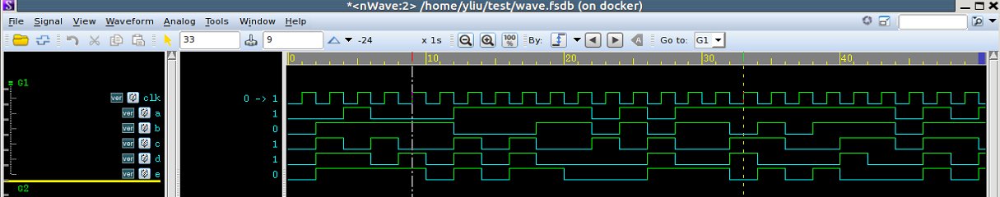 *<nWave:2> /home/yliu/test/wave.fsdb (on docker)
File Signal View Waveform Analog Tools Window Help
33 9 -24 x 1s 100 % By: Go to: G1
0 10 20 30 40
G1
ver clk 0 -> 1
ver a 1
ver b 0
ver c 1
ver d 1
ver e 0
G2